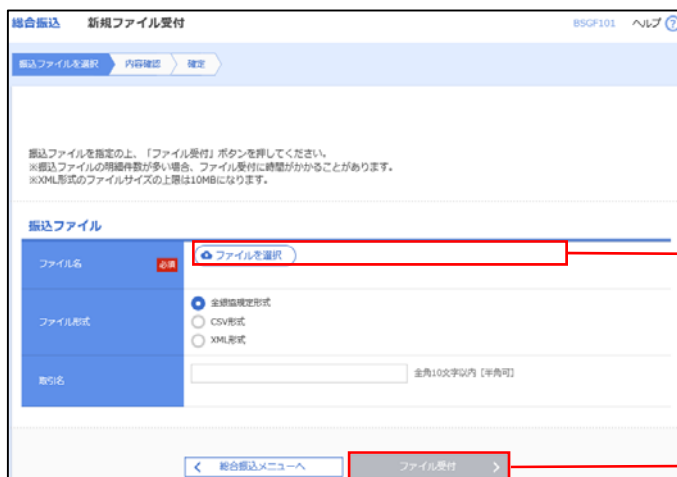 総合振込 新規ファイル受付 BSGF101 ヘルプ ?
振込ファイルを選択 内容確認 確定
振込ファイルを指定の上、「ファイル受付」ボタンを押してください。
※振込ファイルの明細件数が多い場合、ファイル受付に時間がかかることがあります。
※XML形式のファイルサイズの上限は10MBになります。
振込ファイル
ファイル名 必須 ファイルを選択
ファイル形式
全銀協規定形式
CSV形式
XML形式
取引名 全角10文字以内 [半角可]
総合振込メニューへ ファイル受付